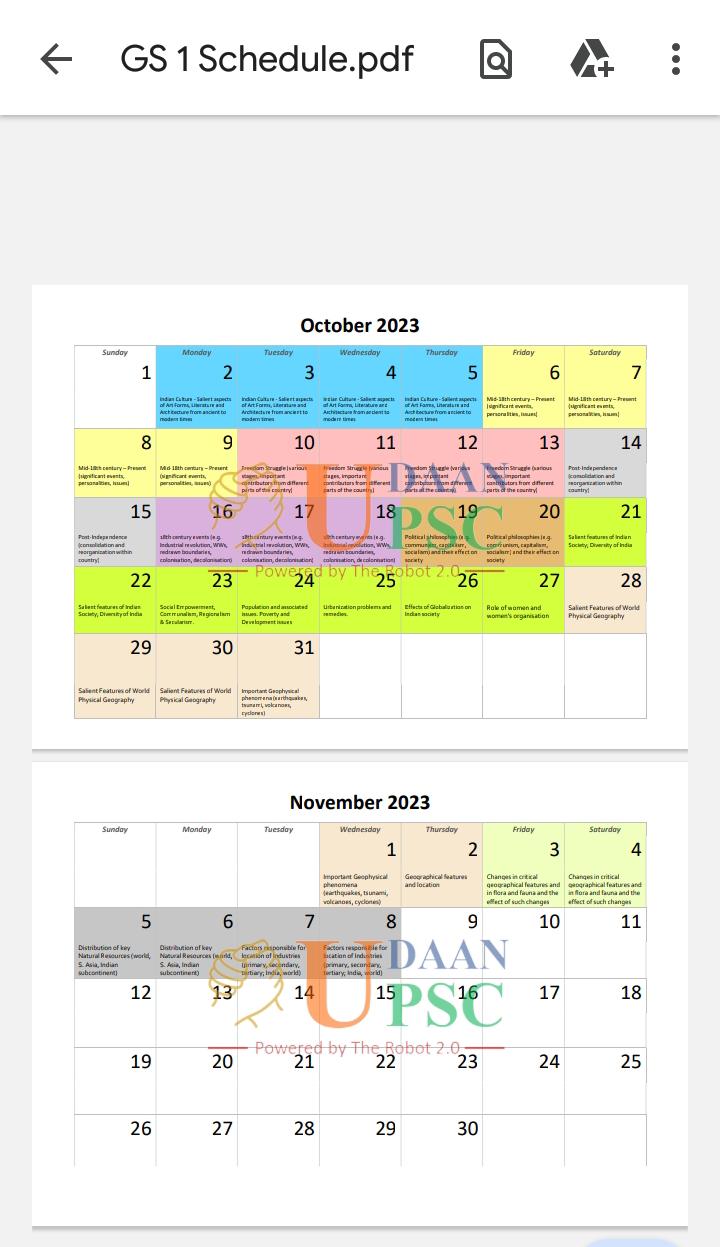 GS 1 Schedule.pdf
October 2023
Sunday Monday Tuesday Wednesday Thursday Friday Saturday
1 2 3 4 5 6 7
Indian Culture - Salient aspects of Art Forms, Literature and Architecture from ancient to modern times
Indian Culture - Salient aspects of Art Forms, Literature and Architecture from ancient to modern times
Indian Culture - Salient aspects of Art Forms, Literature and Architecture from ancient to modern times
Indian Culture - Salient aspects of Art Forms, Literature and Architecture from ancient to modern times
Mid-18th century – Present (significant events, personalities, issues)
Mid-18th century – Present (significant events, personalities, issues)
8 9 10 11 12 13 14
Mid-18th century – Present (significant events, personalities, issues)
Mid-18th century – Present (significant events, personalities, issues)
Freedom Struggle (various stages, important contributors from different parts of the country)
Freedom Struggle (various stages, important contributors from different parts of the country)
Freedom Struggle (various stages, important contributors from different parts of the country)
Freedom Struggle (various stages, important contributors from different parts of the country)
Post-Independence (consolidation and reorganization within country)
15 16 17 18 19 20 21
Post-Independence (consolidation and reorganization within country)
18th century events (e.g. Industrial revolution, WWs, redrawn boundaries, colonisation, decolonisation)
18th century events (e.g. Industrial revolution, WWs, redrawn boundaries, colonisation, decolonisation)
18th century events (e.g. Industrial revolution, WWs, redrawn boundaries, colonisation, decolonisation)
Political philosophies (e.g. communism, capitalism, socialism) and their effect on society
Political philosophies (e.g. communism, capitalism, socialism) and their effect on society
Salient features of Indian Society, Diversity of India
22 23 24 25 26 27 28
Salient features of Indian Society, Diversity of India
Social Empowerment, Communalism, Regionalism & Secularism.
Population and associated issues. Poverty and Development issues
Urbanization problems and remedies.
Effects of Globalization on Indian society
Role of women and women's organisation
Salient Features of World Physical Geography
29 30 31
Salient Features of World Physical Geography
Salient Features of World Physical Geography
Important Geophysical phenomena (earthquakes, tsunami, volcanoes, cyclones)
UDAAN
UPSC
Powered by The Robot 2.0
November 2023
Sunday Monday Tuesday Wednesday Thursday Friday Saturday
1 2 3 4
Important Geophysical phenomena (earthquakes, tsunami, volcanoes, cyclones)
Geographical features and location
Changes in critical geographical features and in flora and fauna and the effect of such changes
Changes in critical geographical features and in flora and fauna and the effect of such changes
5 6 7 8 9 10 11
Distribution of key Natural Resources (world, S. Asia, Indian subcontinent)
Distribution of key Natural Resources (world, S. Asia, Indian subcontinent)
Factors responsible for location of Industries (primary, secondary, tertiary; India, world)
Factors responsible for location of Industries (primary, secondary, tertiary; India, world)
12 13 14 15 16 17 18
UDAAN
UPSC
Powered by The Robot 2.0
19 20 21 22 23 24 25
26 27 28 29 30